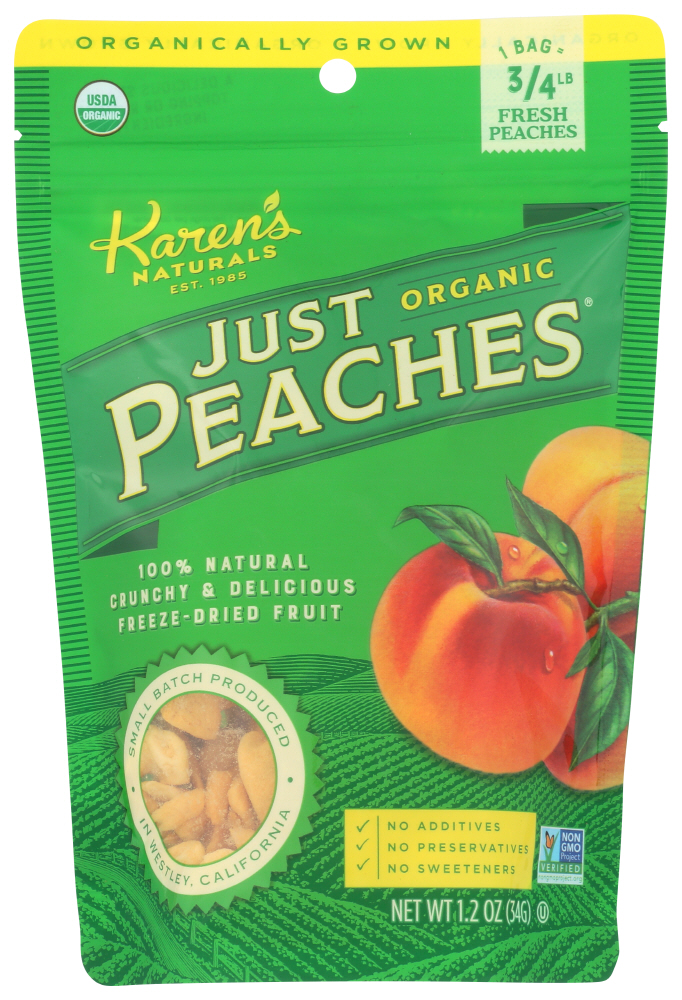 ORGANICALLY GROWN
1 BAG =
3/4 LB
FRESH
PEACHES
USDA
ORGANIC
Karen's
NATURALS
EST. 1985
JUST ORGANIC
PEACHES®
100% NATURAL
CRUNCHY & DELICIOUS
FREEZE-DRIED FRUIT
SMALL BATCH PRODUCED
IN WESTLEY, CALIFORNIA
✓ NO ADDITIVES
✓ NO PRESERVATIVES
✓ NO SWEETENERS
NON
GMO
Project
VERIFIED
nongmoproject.org
NET WT 1.2 OZ (34G) U